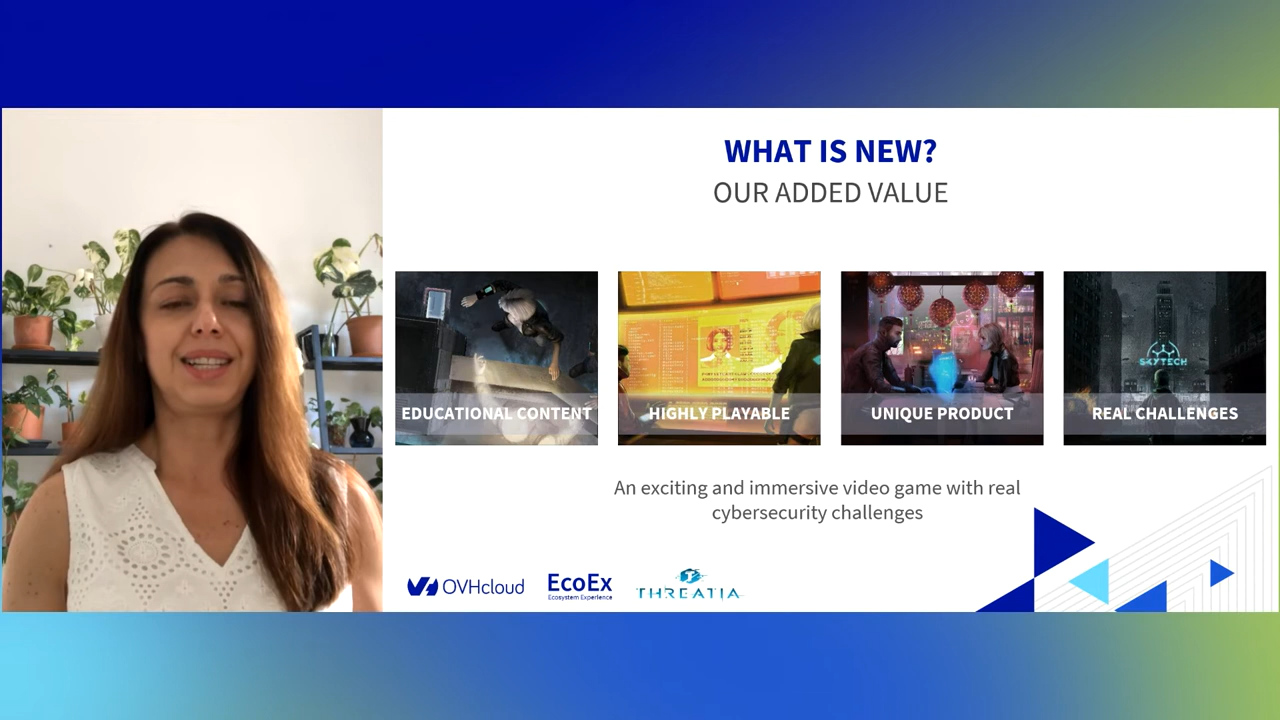 WHAT IS NEW?
OUR ADDED VALUE
EDUCATIONAL CONTENT
HIGHLY PLAYABLE
UNIQUE PRODUCT
S4YTECH
REAL CHALLENGES
An exciting and immersive video game with real
cybersecurity challenges
OVHcloud
EcoEx
Ecosystem Experience
THREATIA